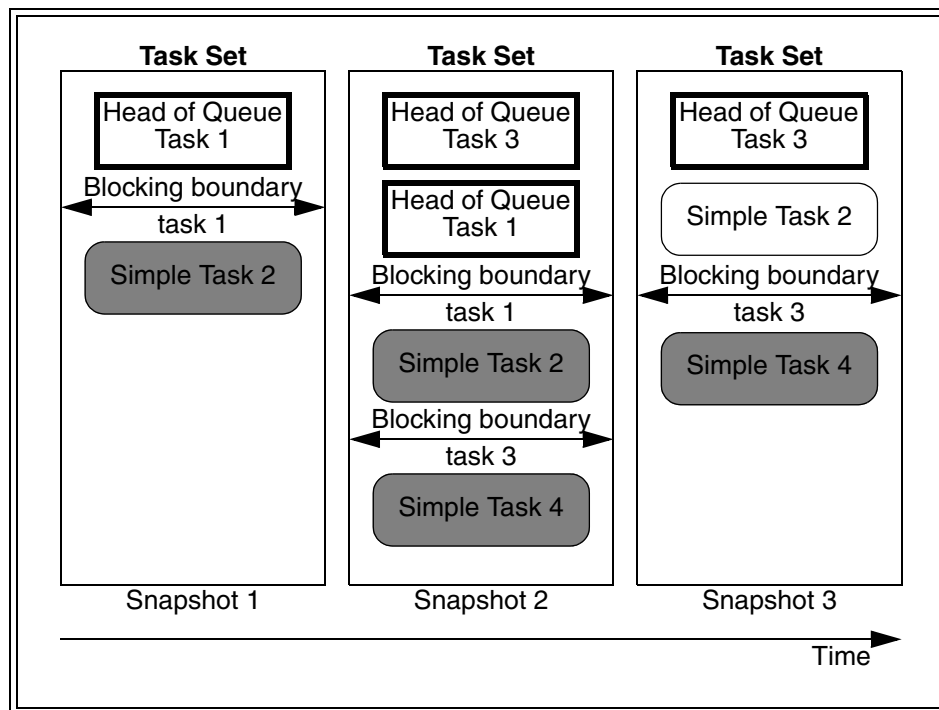 Task Set
Head of Queue
Task 1
Blocking boundary
task 1
Simple Task 2
Snapshot 1
Task Set
Head of Queue
Task 3
Head of Queue
Task 1
Blocking boundary
task 1
Simple Task 2
Blocking boundary
task 3
Simple Task 4
Snapshot 2
Task Set
Head of Queue
Task 3
Simple Task 2
Blocking boundary
task 3
Simple Task 4
Snapshot 3
Time